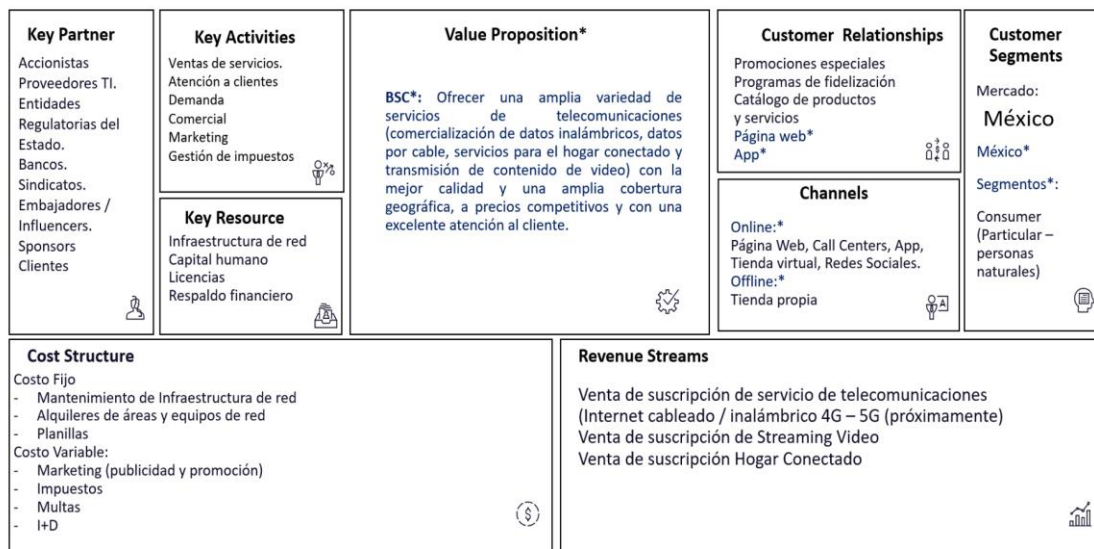 Key Partner
Accionistas
Proveedores TI.
Entidades
Regulatorias del
Estado.
Bancos.
Sindicatos.
Embajadores /
Influencers.
Sponsors
Clientes
Key Activities
Ventas de servicios.
Atención a clientes
Demanda
Comercial
Marketing
Gestión de impuestos
Key Resource
Infraestructura de red
Capital humano
Licencias
Respaldo financiero
Value Proposition*
BSC*: Ofrecer una amplia variedad de
servicios de telecomunicaciones
(comercialización de datos inalámbricos, datos
por cable, servicios para el hogar conectado y
transmisión de contenido de video) con la
mejor calidad y una amplia cobertura
geográfica, a precios competitivos y con una
excelente atención al cliente.
Customer Relationships
Promociones especiales
Programas de fidelización
Catálogo de productos
y servicios
Página web*
App*
Channels
Online:*
Página Web, Call Centers, App,
Tienda virtual, Redes Sociales.
Offline:*
Tienda propia
A
Customer
Segments
Mercado:
México
México*
Segmentos*:
Consumer
(Particular –
personas
naturales)
Cost Structure
Costo Fijo
- Mantenimiento de Infraestructura de red
- Alquileres de áreas y equipos de red
- Planillas
Costo Variable:
- Marketing (publicidad y promoción)
- Impuestos
- Multas
- I+D
$
Revenue Streams
Venta de suscripción de servicio de telecomunicaciones
(Internet cableado / inalámbrico 4G – 5G (próximamente)
Venta de suscripción de Streaming Video
Venta de suscripción Hogar Conectado